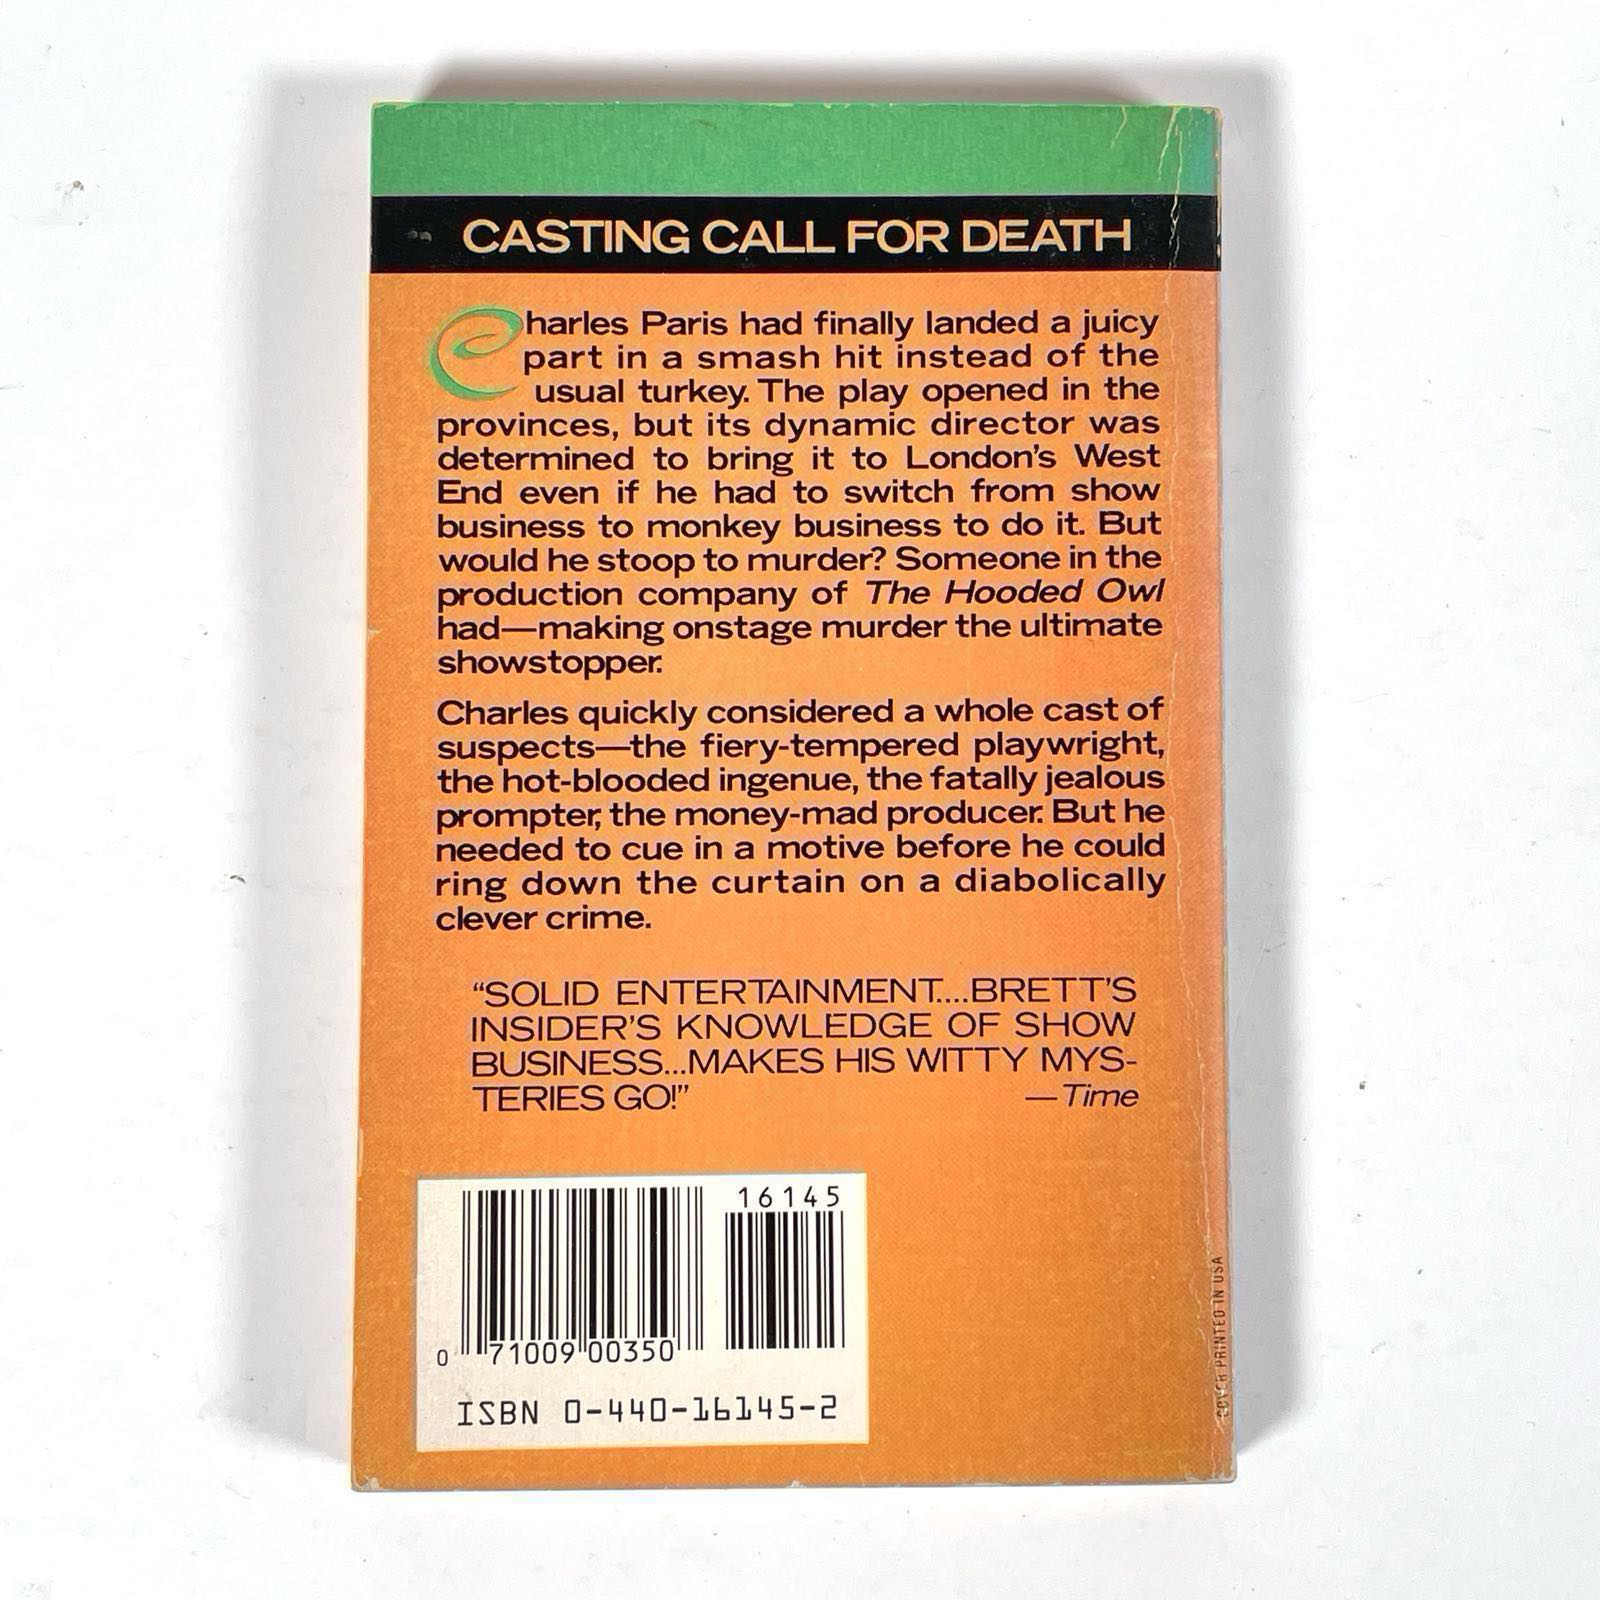 CASTING CALL FOR DEATH
Charles Paris had finally landed a juicy
part in a smash hit instead of the
usual turkey. The play opened in the
provinces, but its dynamic director was
determined to bring it to London's West
End even if he had to switch from show
business to monkey business to do it. But
would he stoop to murder? Someone in the
production company of The Hooded Owl
had—making onstage murder the ultimate
showstopper.
Charles quickly considered a whole cast of
suspects—the fiery-tempered playwright,
the hot-blooded ingenue, the fatally jealous
prompter, the money-mad producer. But he
needed to cue in a motive before he could
ring down the curtain on a diabolically
clever crime.
“SOLID ENTERTAINMENT....BRETT'S
INSIDER'S KNOWLEDGE OF SHOW
BUSINESS...MAKES HIS WITTY MYS-
TERIES GO!” —Time
16145
0 71009 00350
ISBN 0-440-16145-2
COVER PRINTED IN USA